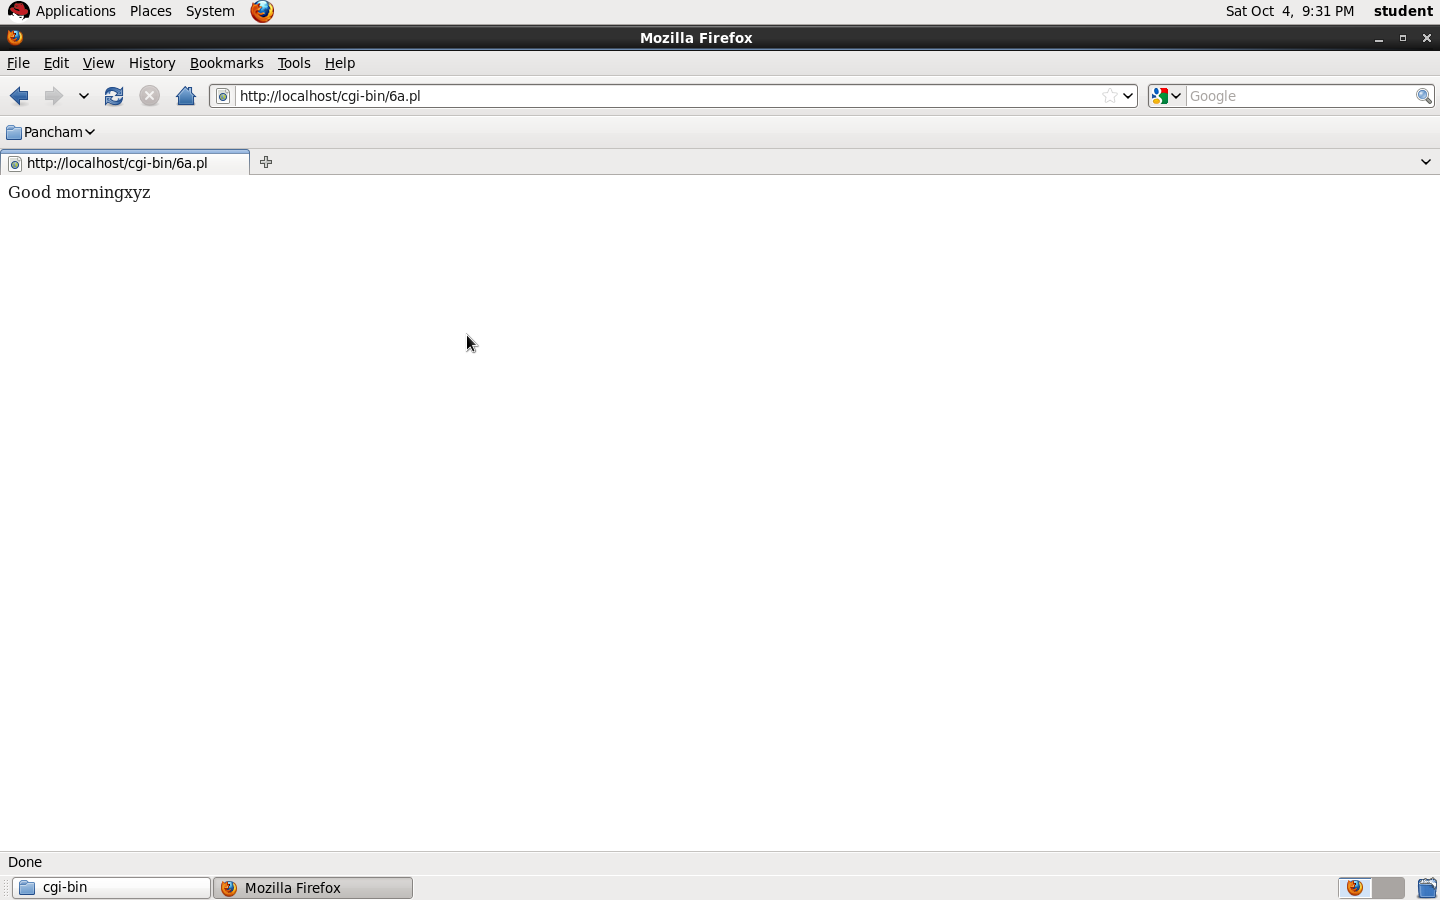 Applications Places System Sat Oct 4, 9:31 PM student
Mozilla Firefox
File Edit View History Bookmarks Tools Help
http://localhost/cgi-bin/6a.pl Google
Pancham
http://localhost/cgi-bin/6a.pl
Good morningxyz
Done
cgi-bin Mozilla Firefox